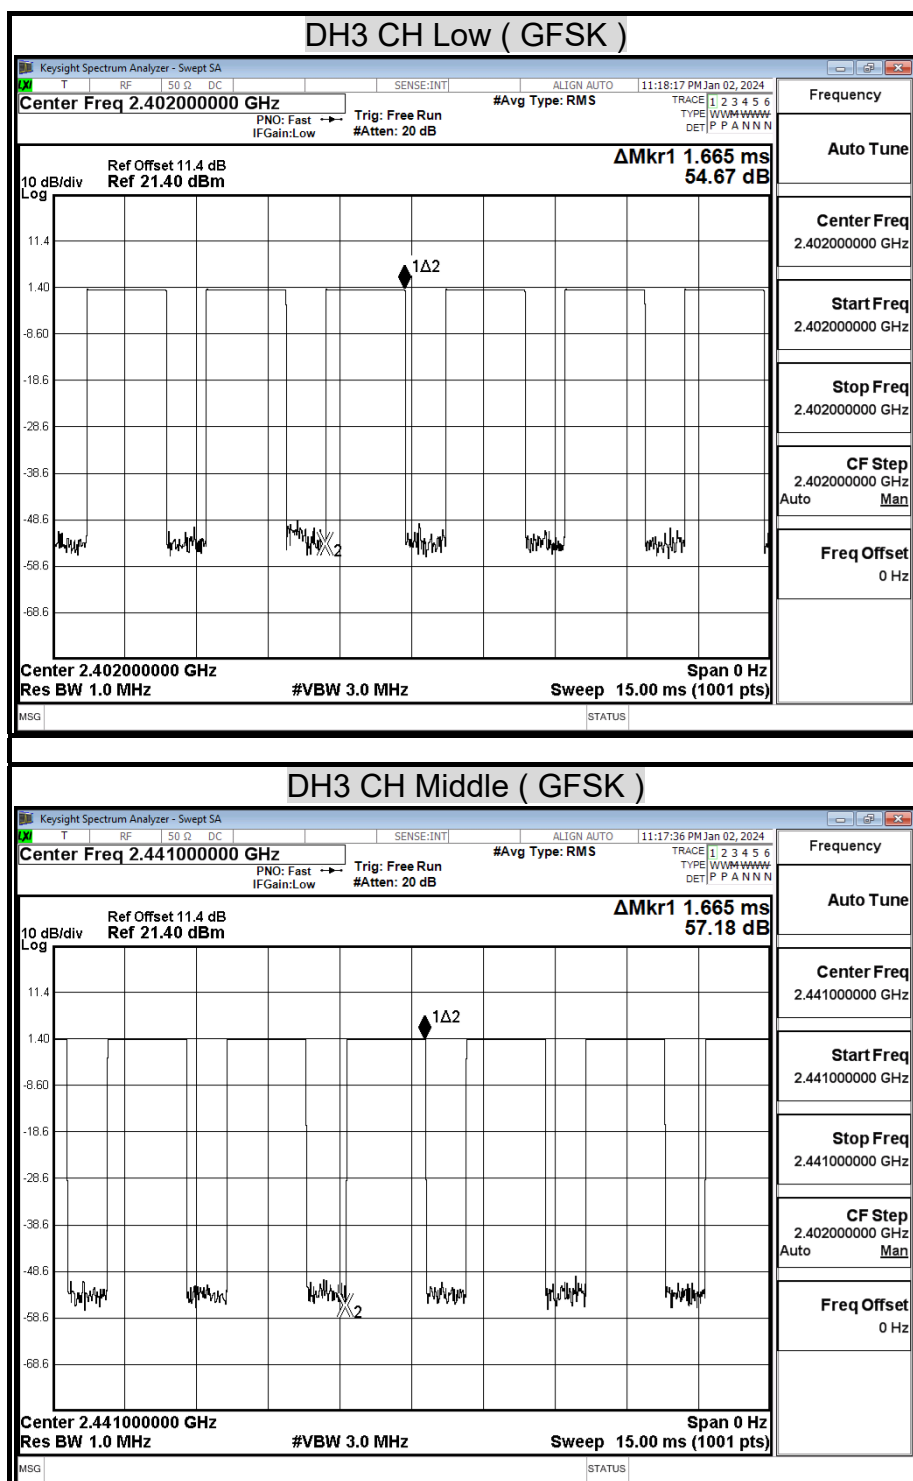 DH3 CH Low ( GFSK )
Keysight Spectrum Analyzer - Swept SA
LXI T RF 50 Ω DC SENSE:INT ALIGN AUTO 11:18:17 PM Jan 02, 2024
Center Freq 2.402000000 GHz #Avg Type: RMS TRACE 1 2 3 4 5 6
PNO: Fast Trig: Free Run TYPE WWMWWW
IFGain:Low #Atten: 20 dB DET P P A N N N
Frequency
Auto Tune
Center Freq
2.402000000 GHz
Start Freq
2.402000000 GHz
Stop Freq
2.402000000 GHz
CF Step
2.402000000 GHz
Auto Man
Freq Offset
0 Hz
ΔMkr1 1.665 ms
54.67 dB
Ref Offset 11.4 dB
10 dB/div Ref 21.40 dBm
Log
11.4
1.40
-8.60
-18.6
-28.6
-38.6
-48.6
-58.6
-68.6
1Δ2
2
Center 2.402000000 GHz Span 0 Hz
Res BW 1.0 MHz #VBW 3.0 MHz Sweep 15.00 ms (1001 pts)
MSG STATUS
DH3 CH Middle ( GFSK )
Keysight Spectrum Analyzer - Swept SA
LXI T RF 50 Ω DC SENSE:INT ALIGN AUTO 11:17:36 PM Jan 02, 2024
Center Freq 2.441000000 GHz #Avg Type: RMS TRACE 1 2 3 4 5 6
PNO: Fast Trig: Free Run TYPE WWMWWW
IFGain:Low #Atten: 20 dB DET P P A N N N
Frequency
Auto Tune
Center Freq
2.441000000 GHz
Start Freq
2.441000000 GHz
Stop Freq
2.441000000 GHz
CF Step
2.402000000 GHz
Auto Man
Freq Offset
0 Hz
ΔMkr1 1.665 ms
57.18 dB
Ref Offset 11.4 dB
10 dB/div Ref 21.40 dBm
Log
11.4
1.40
-8.60
-18.6
-28.6
-38.6
-48.6
-58.6
-68.6
1Δ2
2
Center 2.441000000 GHz Span 0 Hz
Res BW 1.0 MHz #VBW 3.0 MHz Sweep 15.00 ms (1001 pts)
MSG STATUS